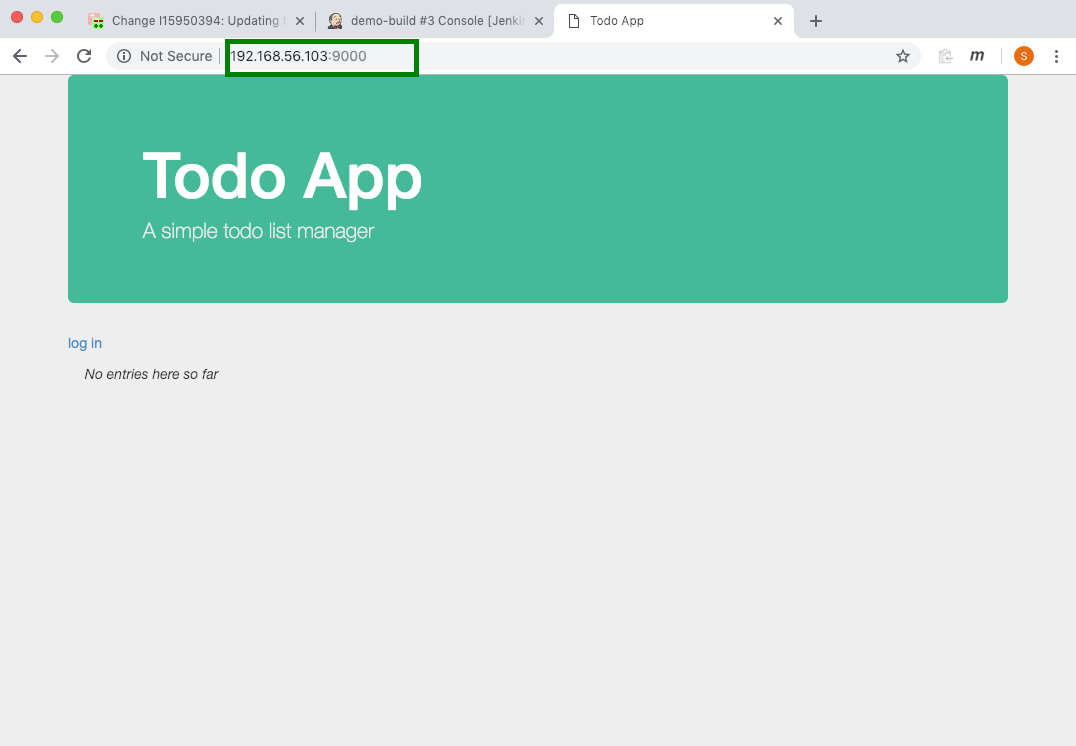 Change I15950394: Updating
demo-build #3 Console [Jenki
Todo App
Not Secure
192.168.56.103:9000
m
S
Todo App
A simple todo list manager
log in
No entries here so far